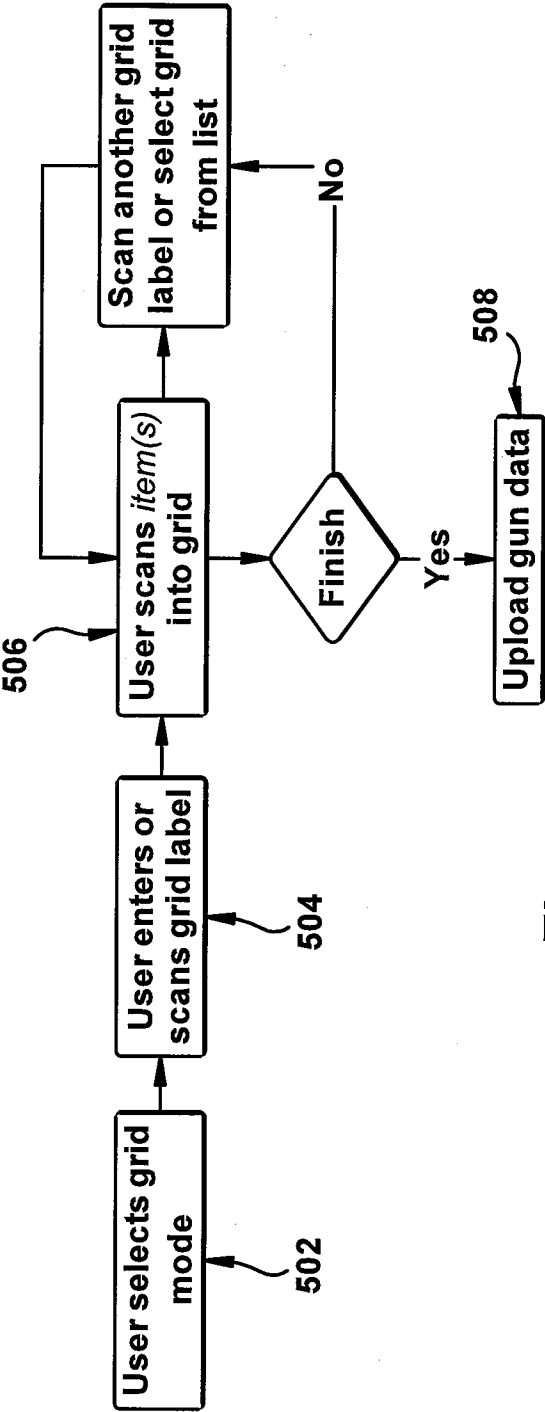 User selects grid
mode
502
User enters or
scans grid label
504
506
User scans item(s)
into grid
Scan another grid
label or select grid
from list
Finish
No
Yes
Upload gun data
508